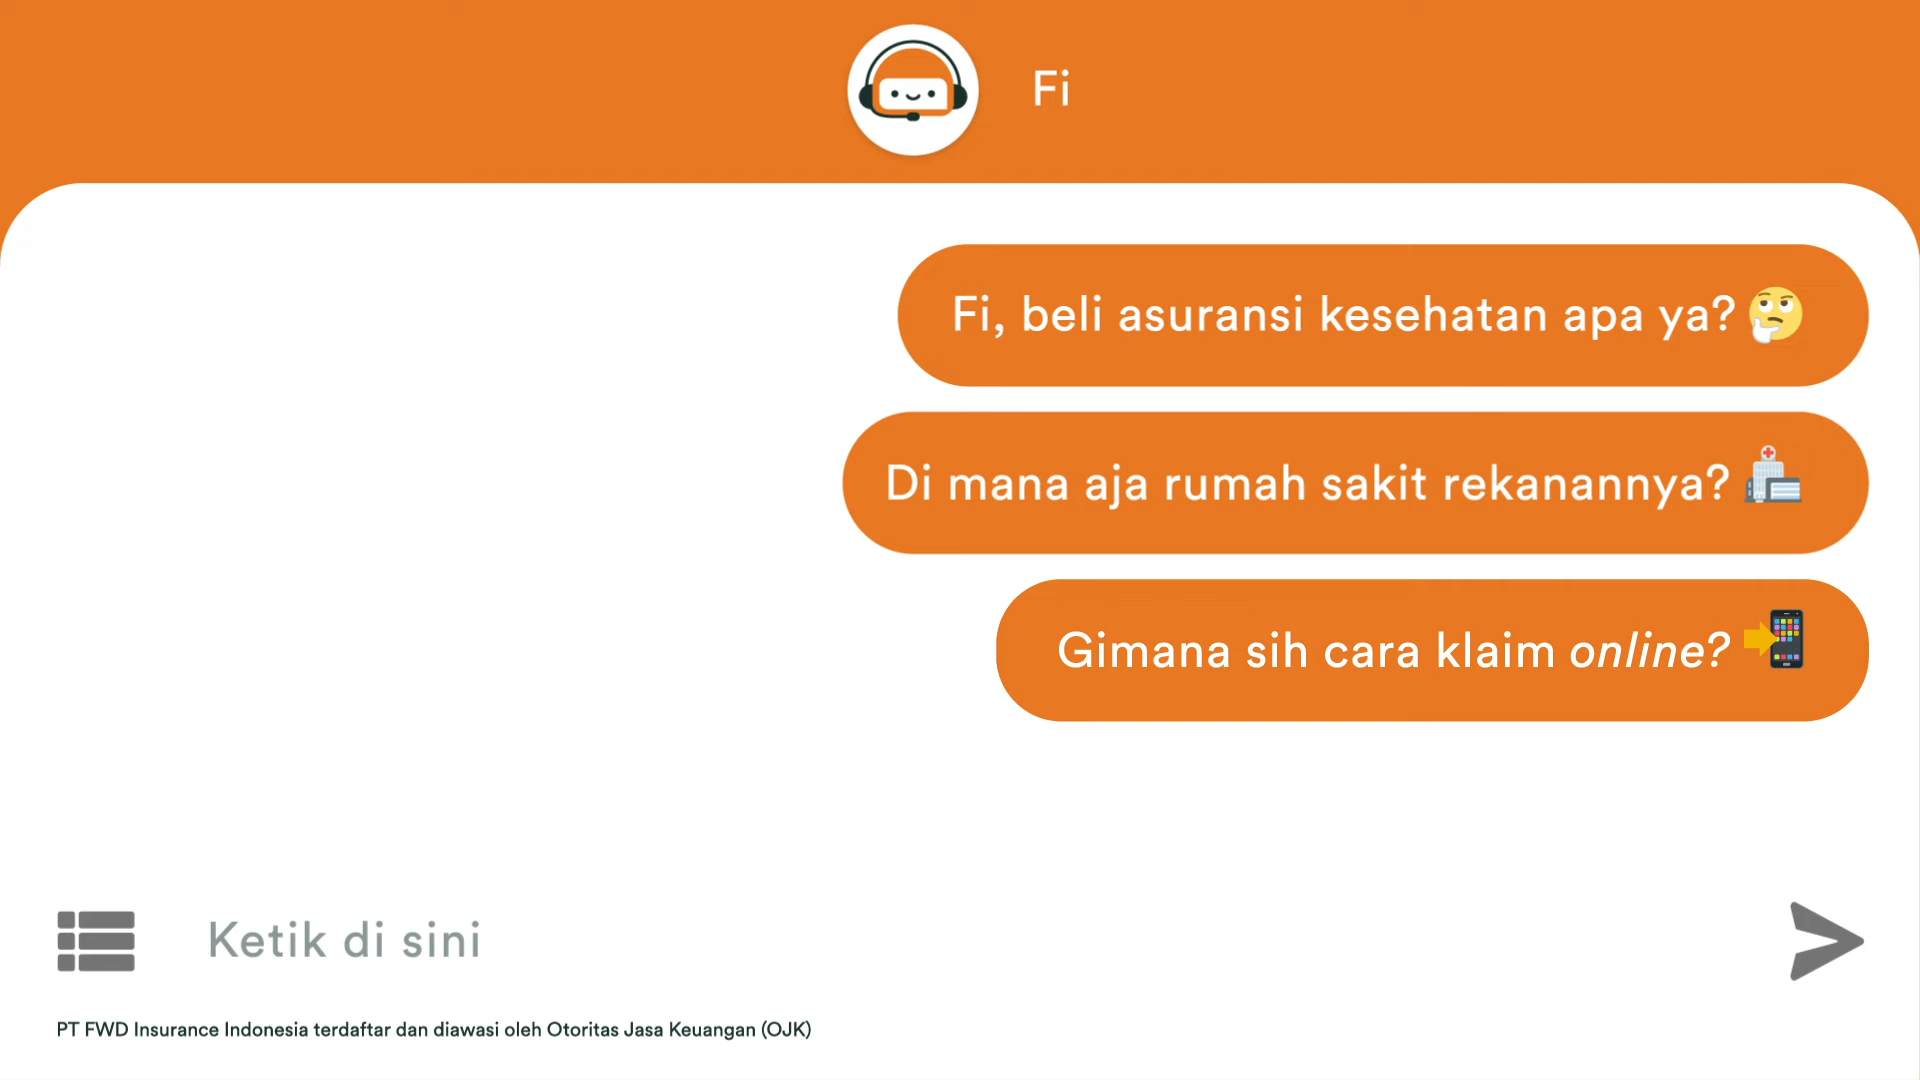 Fi
Fi, beli asuransi kesehatan apa ya? 🤔
Di mana aja rumah sakit rekanannya? 🏥
Gimana sih cara klaim online? 📲
Ketik di sini
PT FWD Insurance Indonesia terdaftar dan diawasi oleh Otoritas Jasa Keuangan (OJK)